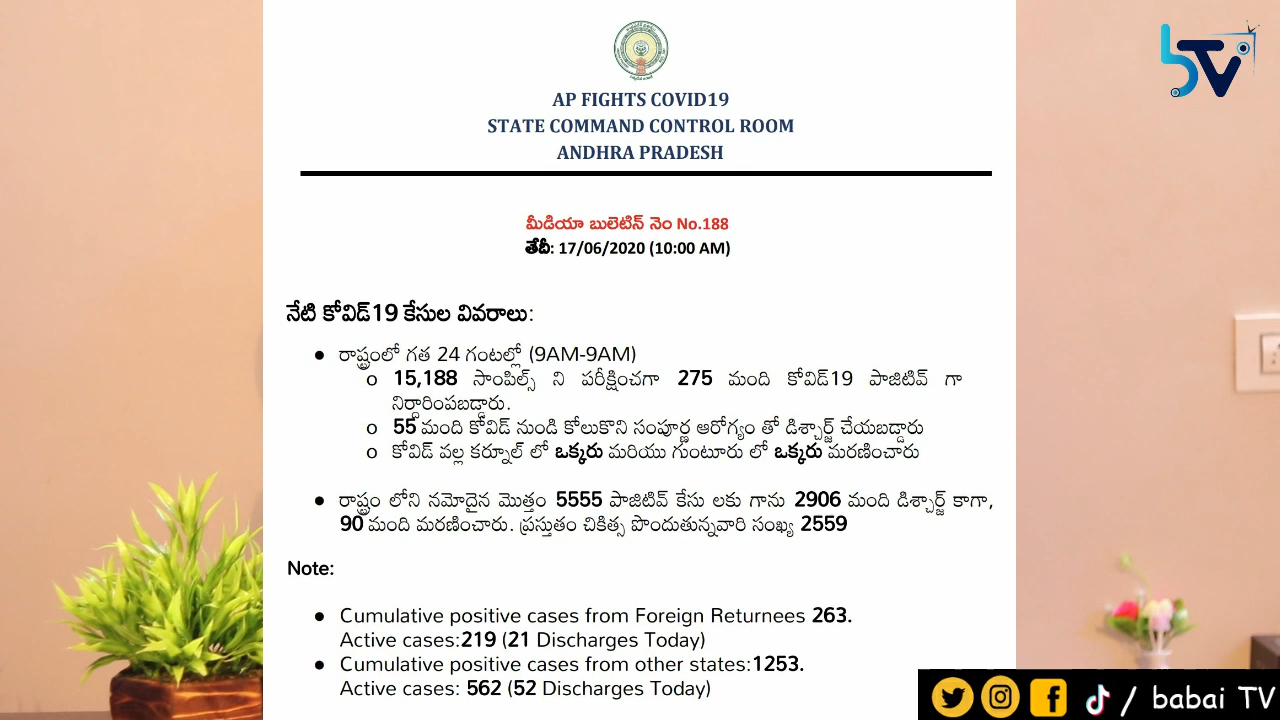 AP FIGHTS COVID19
STATE COMMAND CONTROL ROOM
ANDHRA PRADESH
మీడియా బులెటిన్ నెం No.188
తేదీ: 17/06/2020 (10:00 AM)
నేటి కోవిడ్19 కేసుల వివరాలు:
● రాష్ట్రంలో గత 24 గంటల్లో (9AM-9AM)
o 15,188 సాంపిల్స్ ని పరీక్షించగా 275 మంది కోవిడ్19 పాజిటివ్ గా
నిర్దారింపబడ్డారు.
o 55 మంది కోవిడ్ నుండి కోలుకొని సంపూర్ణ ఆరోగ్యం తో డిశ్చార్జ్ చేయబడ్డారు
o కోవిడ్ వల్ల కర్నూల్ లో ఒక్కరు మరియు గుంటూరు లో ఒక్కరు మరణించారు
● రాష్ట్రం లోని నమోదైన మొత్తం 5555 పాజిటివ్ కేసు లకు గాను 2906 మంది డిశ్చార్జ్ కాగా,
90 మంది మరణించారు. ప్రస్తుతం చికిత్స పొందుతున్నవారి సంఖ్య 2559
Note:
● Cumulative positive cases from Foreign Returnees 263.
Active cases:219 (21 Discharges Today)
● Cumulative positive cases from other states:1253.
Active cases: 562 (52 Discharges Today)
bTV
/ babai TV